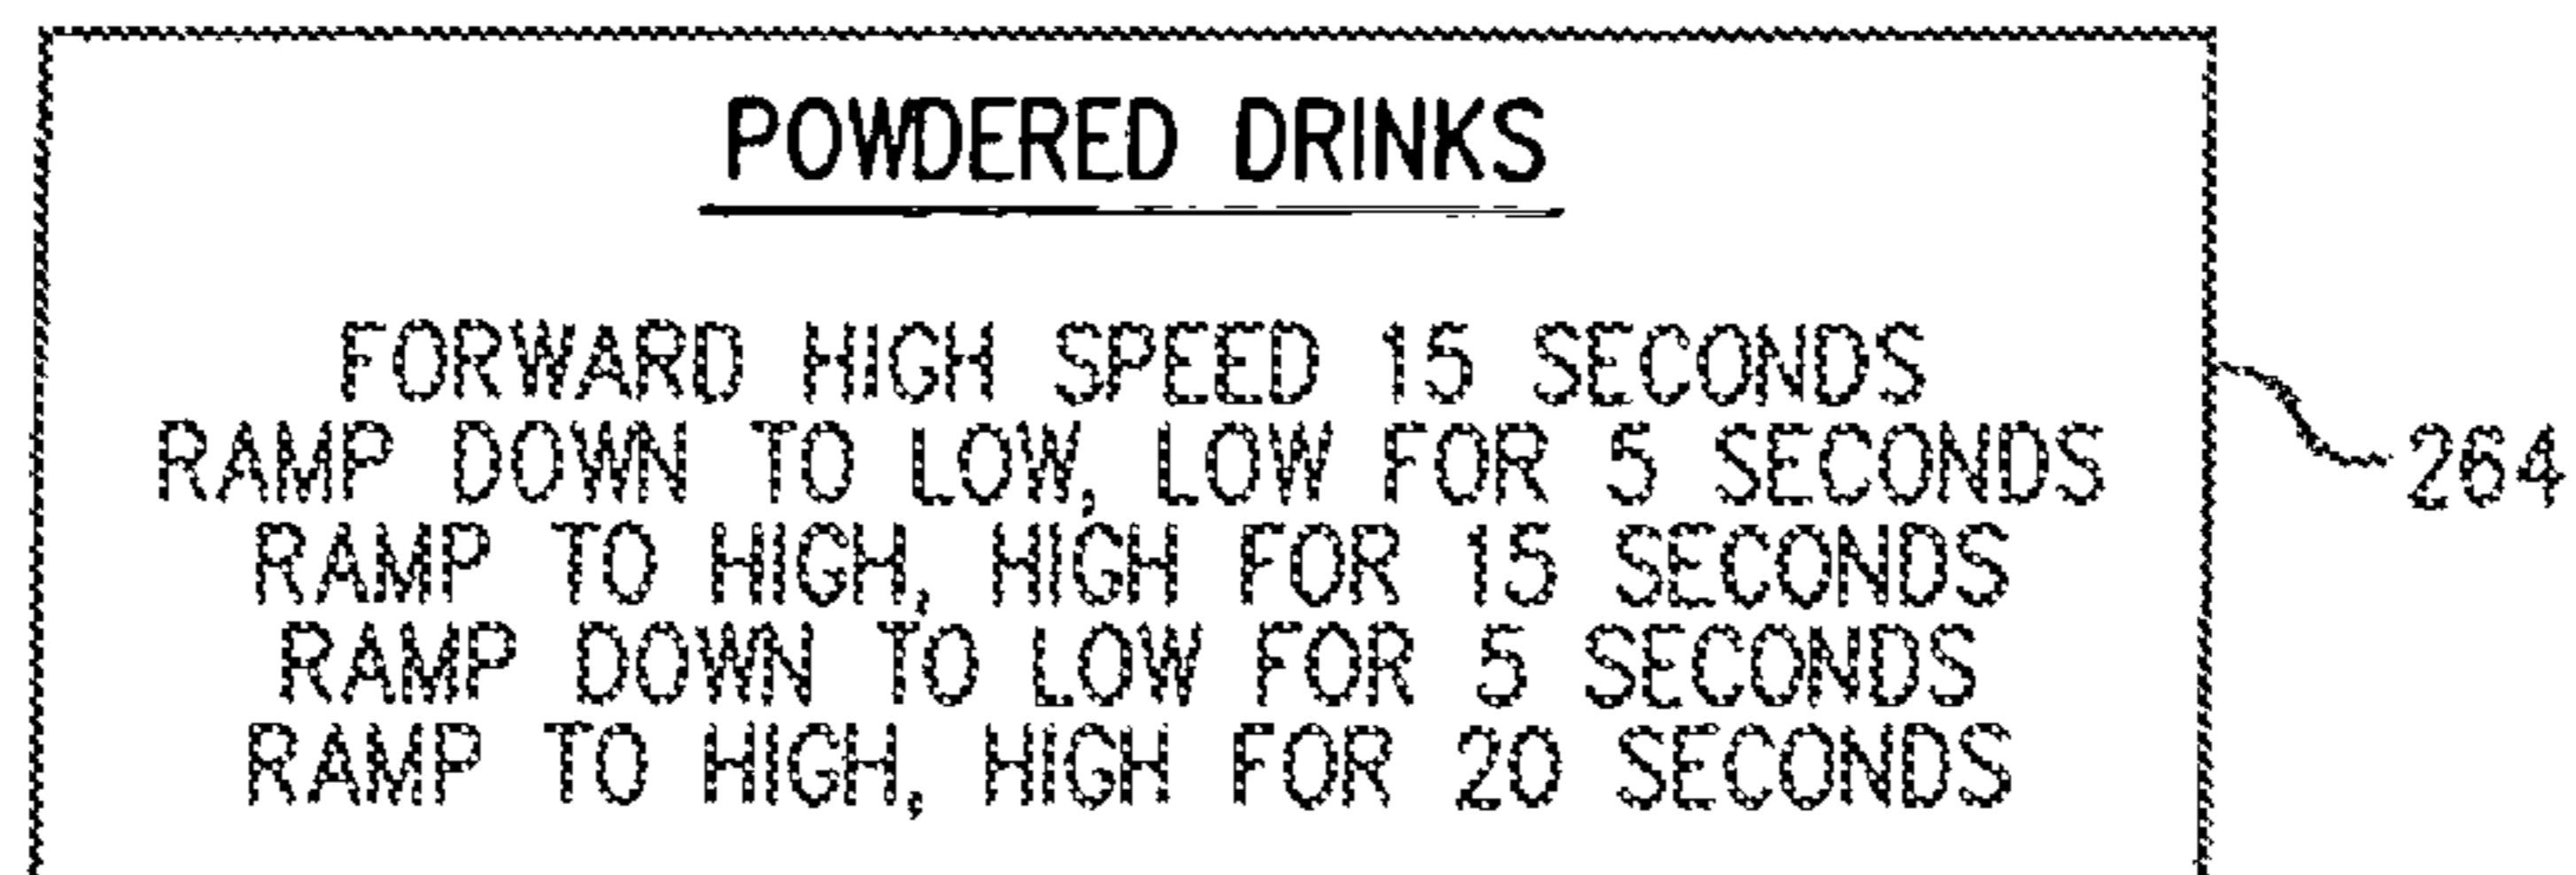 POWDERED DRINKS
FORWARD HIGH SPEED 15 SECONDS
RAMP DOWN TO LOW, LOW FOR 5 SECONDS
264
RAMP TO HIGH, HIGH FOR 15 SECONDS
RAMP DOWN TO LOW FOR 5 SECONDS
RAMP TO HIGH, HIGH FOR 20 SECONDS